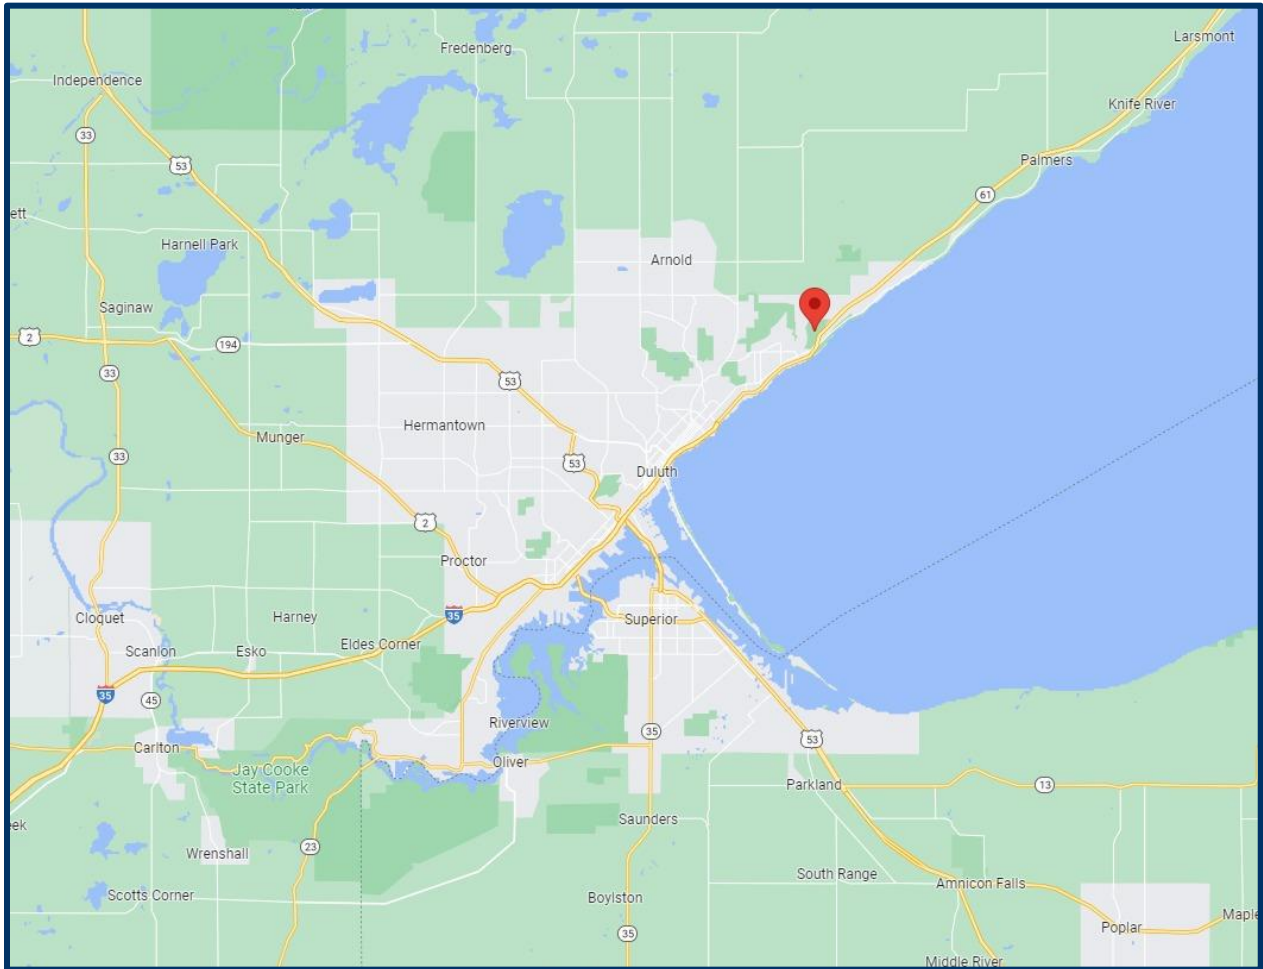 Larsmont
Fredenberg
Independence
Knife River
33
53
Palmers
61
ett
Harnell Park
Arnold
Saginaw
2
194
33
53
Hermantown
Munger
33
53
Duluth
2
Proctor
35
Cloquet
Harney
Superior
Eldes Corner
Scanlon
Esko
35
45
Riverview
35
53
Carlton
Oliver
Jay Cooke
State Park
Parkland
13
eek
Saunders
23
Wrenshall
South Range
Amnicon Falls
Scotts Corner
Boylston
Maple
Poplar
35
Middle River